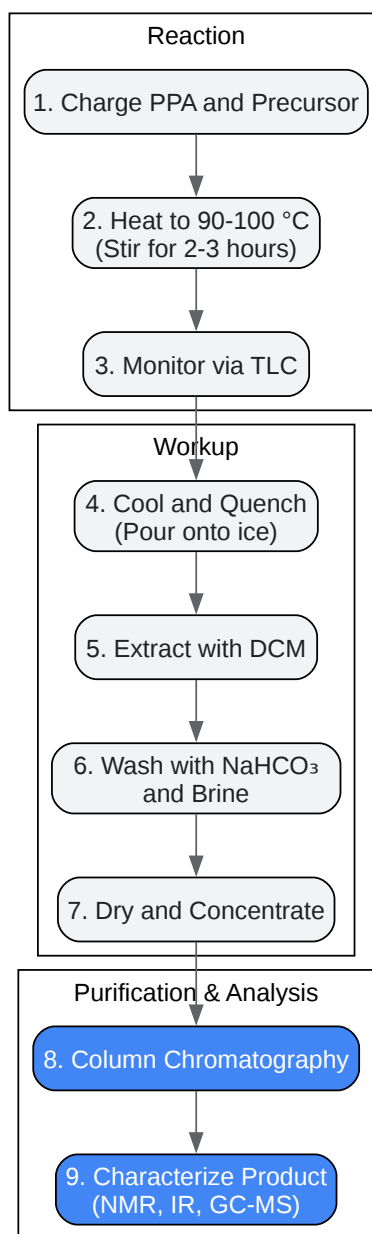 Reaction
1. Charge PPA and Precursor
2. Heat to 90-100 °C
(Stir for 2-3 hours)
3. Monitor via TLC
Workup
4. Cool and Quench
(Pour onto ice)
5. Extract with DCM
6. Wash with NaHCO₃
and Brine
7. Dry and Concentrate
Purification & Analysis
8. Column Chromatography
9. Characterize Product
(NMR, IR, GC-MS)